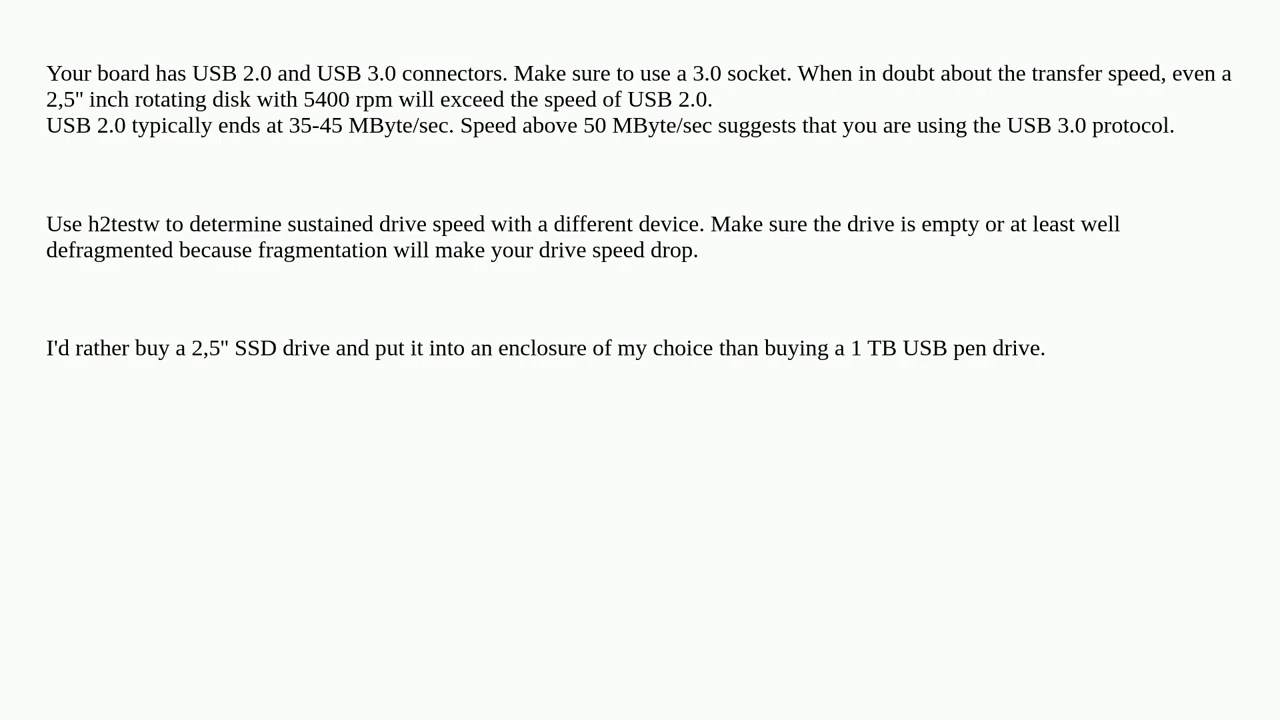 Your board has USB 2.0 and USB 3.0 connectors. Make sure to use a 3.0 socket. When in doubt about the transfer speed, even a
2,5" inch rotating disk with 5400 rpm will exceed the speed of USB 2.0.
USB 2.0 typically ends at 35-45 MByte/sec. Speed above 50 MByte/sec suggests that you are using the USB 3.0 protocol.
Use h2testw to determine sustained drive speed with a different device. Make sure the drive is empty or at least well
defragmented because fragmentation will make your drive speed drop.
I'd rather buy a 2,5" SSD drive and put it into an enclosure of my choice than buying a 1 TB USB pen drive.